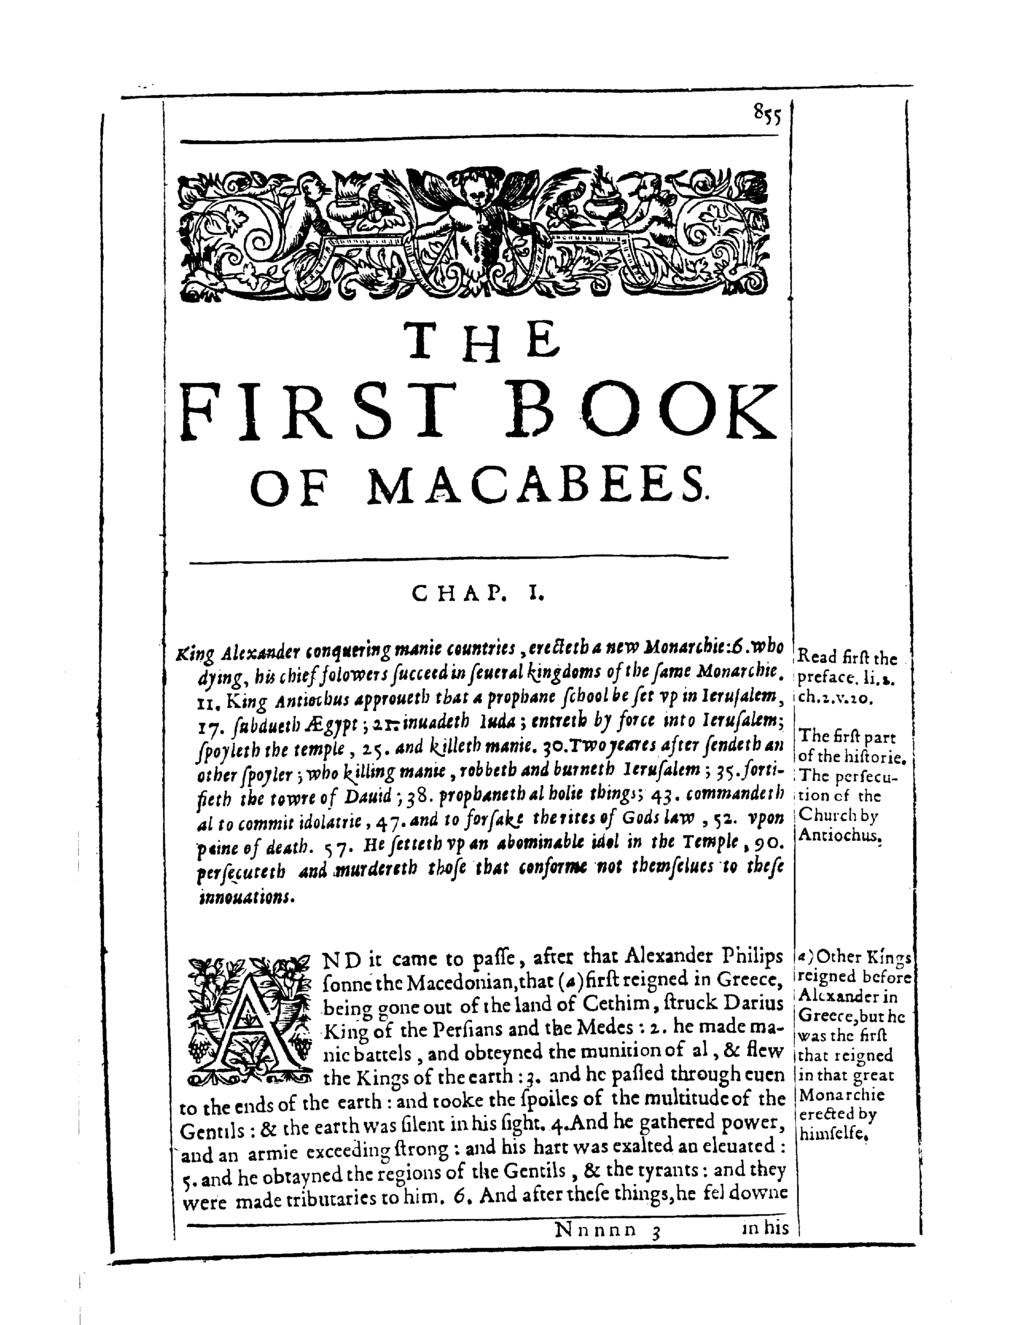 855
THE
FIRST BOOK
OF MACABEES.
CHAP. I.
King Alexander conquering manie countries, erecteth a new Monarchie: 6. who
dying, his chief folowers ſucceed in ſeueral kingdoms of the ſame Monarchie.
11. King Antiochus approueth that a prophane ſchool be ſet vp in Ieruſalem,
17. ſubdueth Ægypt; 21. inuadeth Iuda; entreth by force into Ieruſalem;
ſpoyleth the temple, 25. and killeth manie. 30. Two yeares after ſendeth an
other ſpoyler; who killing manie, robbeth and burneth Ieruſalem; 35. forti-
fieth the towre of Dauid; 38. prophaneth al holie things; 43. commandeth
al to commit idolatrie, 47. and to forſake the rites of Gods law, 52. vpon
paine of death. 57. He ſetteth vp an abominable idol in the Temple, 90.
perſecuteth and murdereth thoſe that conforme not themſelues to theſe
innouations.
Read firſt the
preface. li. 1.
ch. 2. v. 20.
The firſt part
of the hiſtorie.
The perſecu-
tion of the
Church by
Antiochus.
AND it came to paſſe, after that Alexander Philips
ſonne the Macedonian, that (a) firſt reigned in Greece,
being gone out of the land of Cethim, ſtruck Darius
King of the Perſians and the Medes: 2. he made ma-
nie battels, and obteyned the munition of al, & ſlew
the Kings of the earth: 3. and he paſſed through euen
to the ends of the earth: and tooke the ſpoiles of the multitude of the
Gentils: & the earth was ſilent in his ſight. 4. And he gathered power,
and an armie exceeding ſtrong: and his hart was exalted an eleuated:
5. and he obtayned the regions of the Gentils, & the tyrants: and they
were made tributaries to him. 6. And after theſe things, he fel downe
a) Other Kings
reigned before
Alexander in
Greece, but he
was the firſt
that reigned
in that great
Monarchie
erected by
himſelfe.
Nnnnn 3 in his